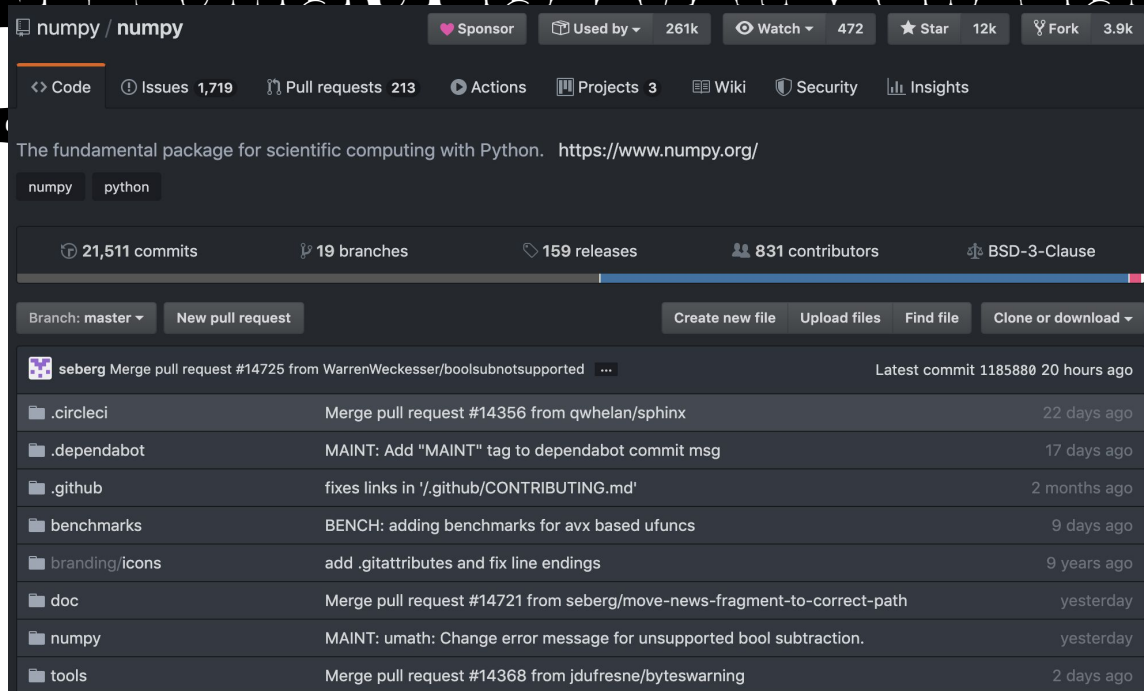 numpy / numpy Sponsor Used by 261k Watch 472 Star 12k Fork 3.9k
Code Issues 1,719 Pull requests 213 Actions Projects 3 Wiki Security Insights
The fundamental package for scientific computing with Python. https://www.numpy.org/
numpy python
21,511 commits 19 branches 159 releases 831 contributors BSD-3-Clause
Branch: master New pull request Create new file Upload files Find file Clone or download
seberg Merge pull request #14725 from WarrenWeckesser/boolsubnotsupported ... Latest commit 1185880 20 hours ago
.circleci Merge pull request #14356 from qwhelan/sphinx 22 days ago
.dependabot MAINT: Add "MAINT" tag to dependabot commit msg 17 days ago
.github fixes links in '/.github/CONTRIBUTING.md' 2 months ago
benchmarks BENCH: adding benchmarks for avx based ufuncs 9 days ago
branding/icons add .gitattributes and fix line endings 9 years ago
doc Merge pull request #14721 from seberg/move-news-fragment-to-correct-path yesterday
numpy MAINT: umath: Change error message for unsupported bool subtraction. yesterday
tools Merge pull request #14368 from jdufresne/byteswarning 2 days ago